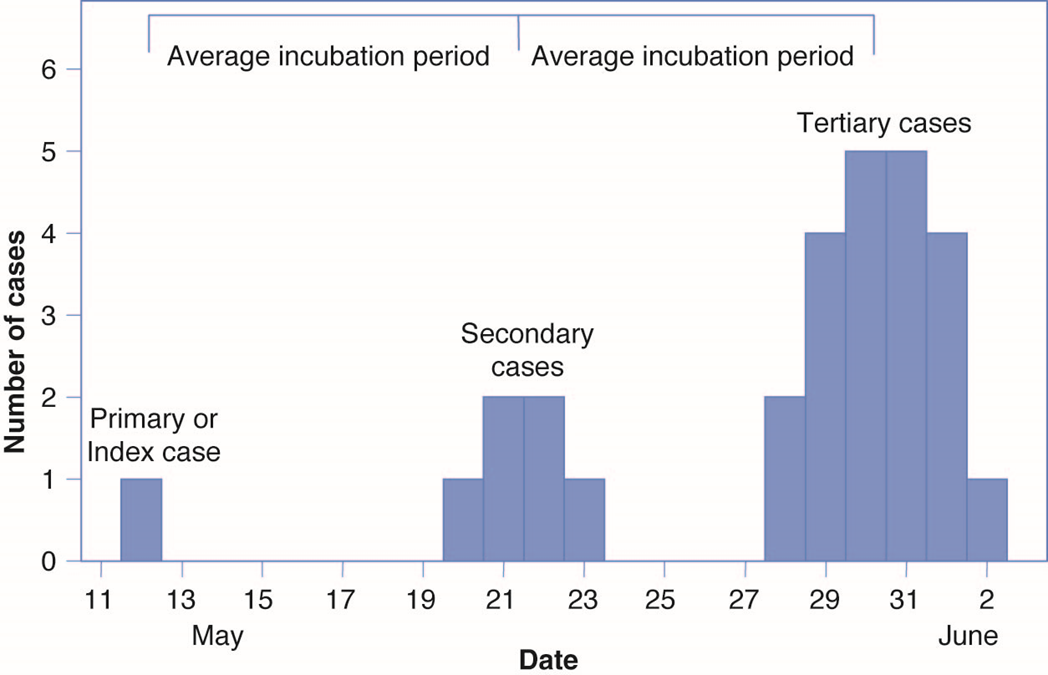 Average incubation period
Average incubation period
6
Tertiary cases
5
4
3
Secondary
cases
2
Primary or
Index case
1
0
Number of cases
11 13 15 17 19 21 23 25 27 29 31 2
May June
Date